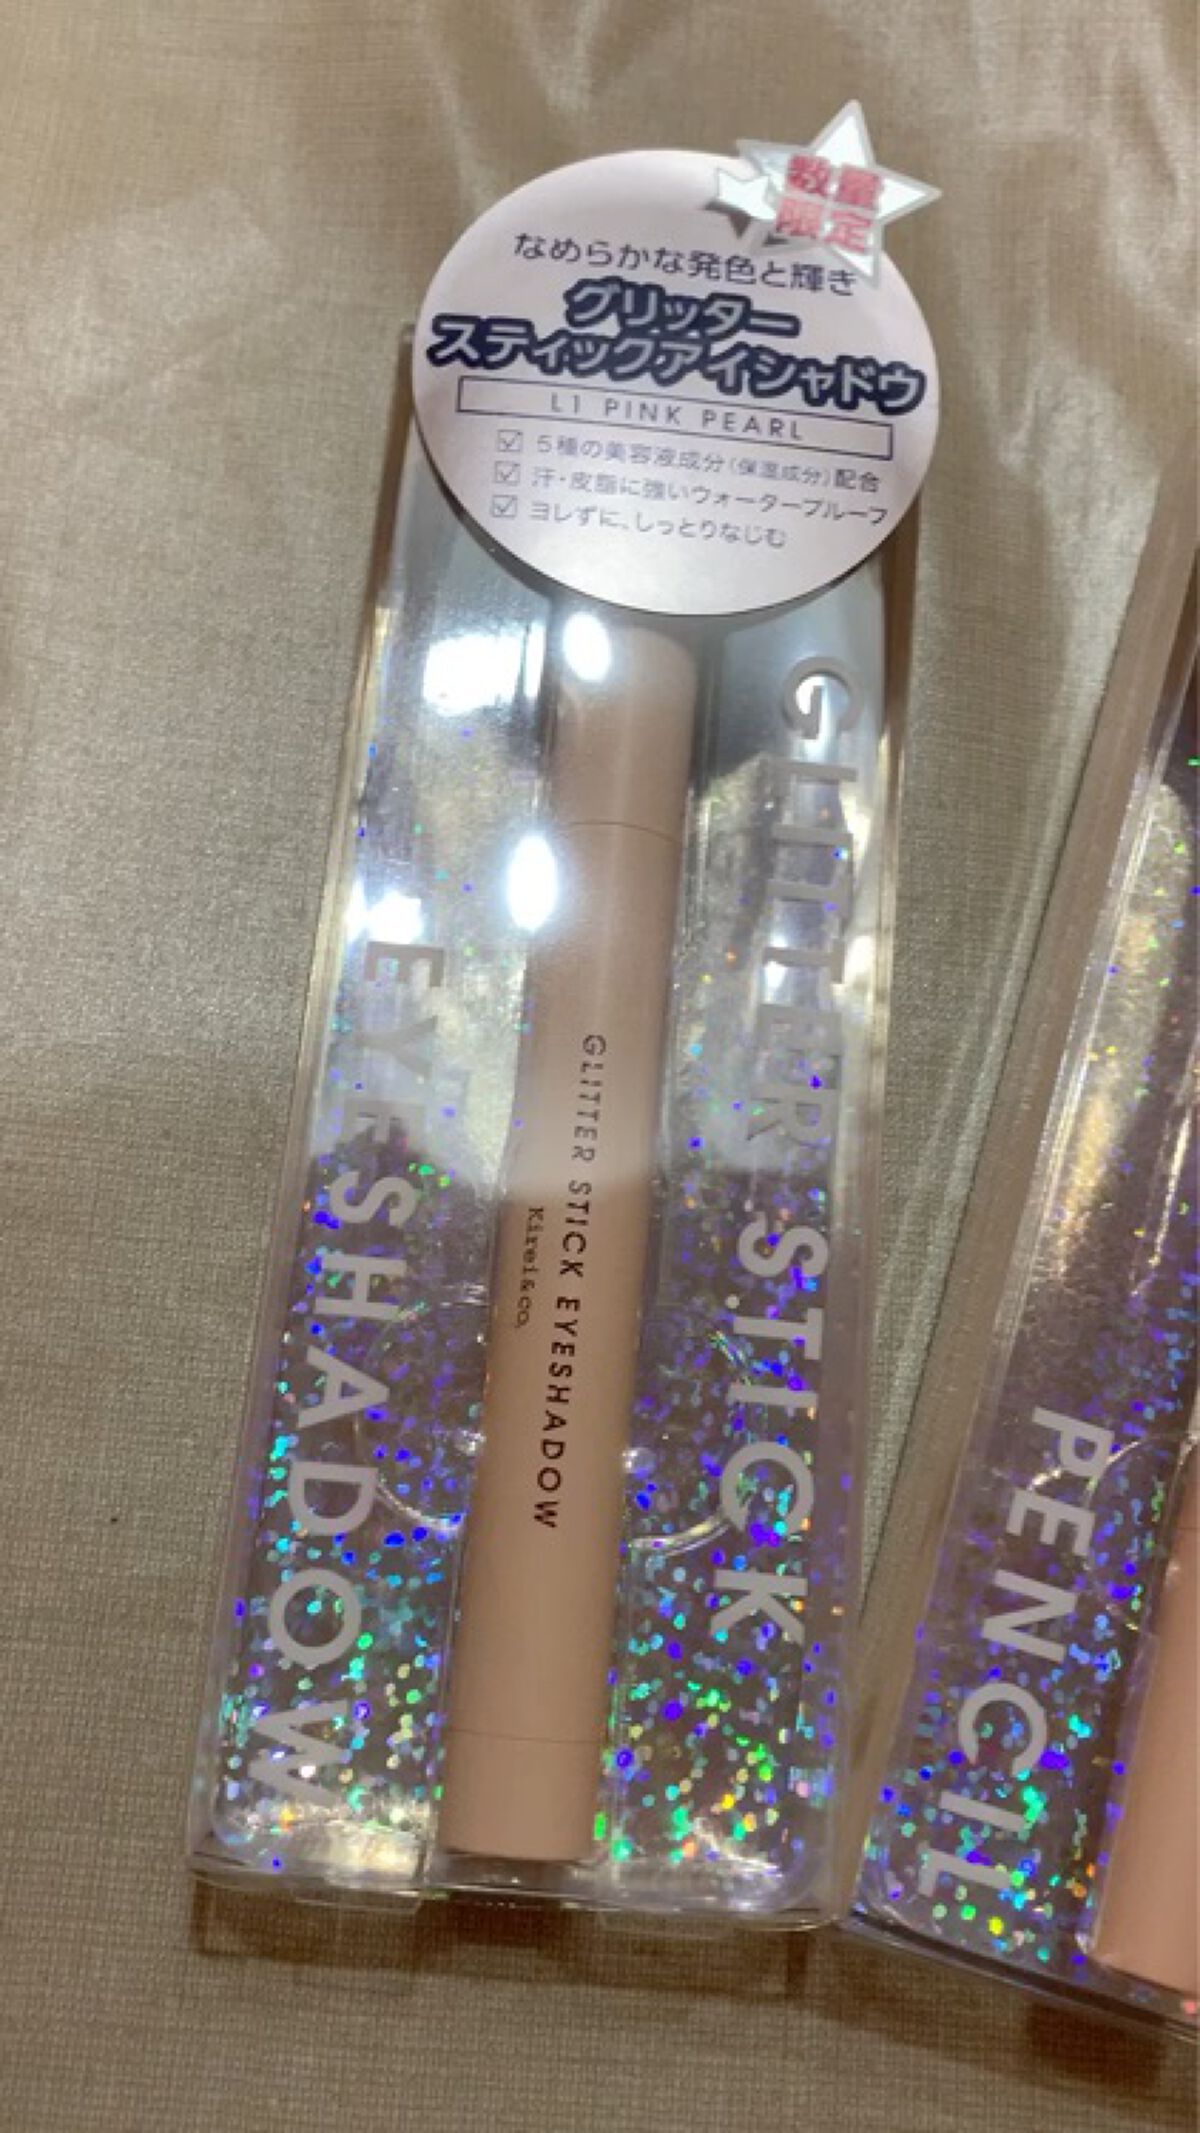 数量
限定
なめらかな発色と輝き
グリッター
スティックアイシャドウ
L1 PINK PEARL
☑ 5種の美容液成分(保湿成分)配合
☑ 汗・皮脂に強いウォータープルーフ
☑ ヨレずに、しっとりなじむ
GLITTER STICK
EYESHADOW
GLITTER STICK EYESHADOW
Kirei&co.
PENCIL